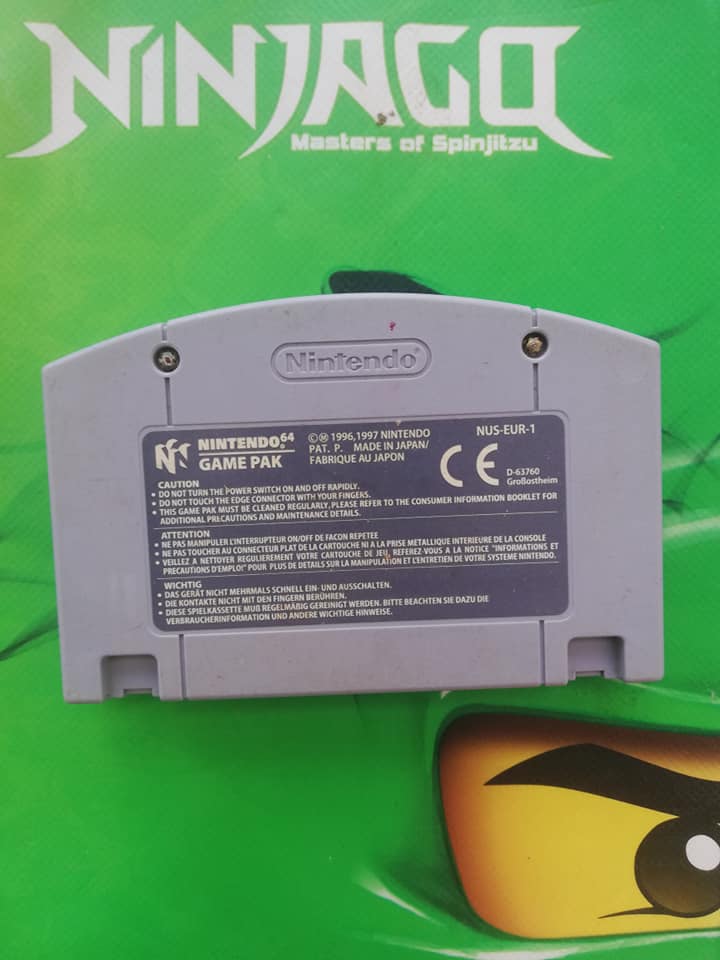 NINJAGO
Masters of Spinjitzu
Nintendo
NINTENDO 64
GAME PAK
©Ⓜ 1996,1997 NINTENDO
PAT. P. MADE IN JAPAN/
FABRIQUE AU JAPON
NUS-EUR-1
CE
D-63760
Großostheim
CAUTION
• DO NOT TURN THE POWER SWITCH ON AND OFF RAPIDLY.
• DO NOT TOUCH THE EDGE CONNECTOR WITH YOUR FINGERS.
• THIS GAME PAK MUST BE CLEANED REGULARLY, PLEASE REFER TO THE CONSUMER INFORMATION BOOKLET FOR
ADDITIONAL PRECAUTIONS AND MAINTENANCE DETAILS.
ATTENTION
• NE PAS MANIPULER L'INTERRUPTEUR ON/OFF DE FACON REPETEE
• NE PAS TOUCHER AU CONNECTEUR PLAT DE LA CARTOUCHE NI A LA PRISE METALLIQUE INTERIEURE DE LA CONSOLE
• VEILLEZ A NETTOYER REGULIEREMENT VOTRE CARTOUCHE DE JEU, REFEREZ-VOUS A LA NOTICE "INFORMATIONS ET
PRECAUTIONS D'EMPLOI" POUR PLUS DE DETAILS SUR LA MANIPULATION ET L'ENTRETIEN DE VOTRE SYSTEME NINTENDO.
WICHTIG
• DAS GERÄT NICHT MEHRMALS SCHNELL EIN- UND AUSSCHALTEN.
• DIE KONTAKTE NICHT MIT DEN FINGERN BERÜHREN.
• DIESE SPIELKASSETTE MUß REGELMÄßIG GEREINIGT WERDEN. BITTE BEACHTEN SIE DAZU DIE
VERBRAUCHERINFORMATION UND ANDERE WICHTIGE HINWEISE.